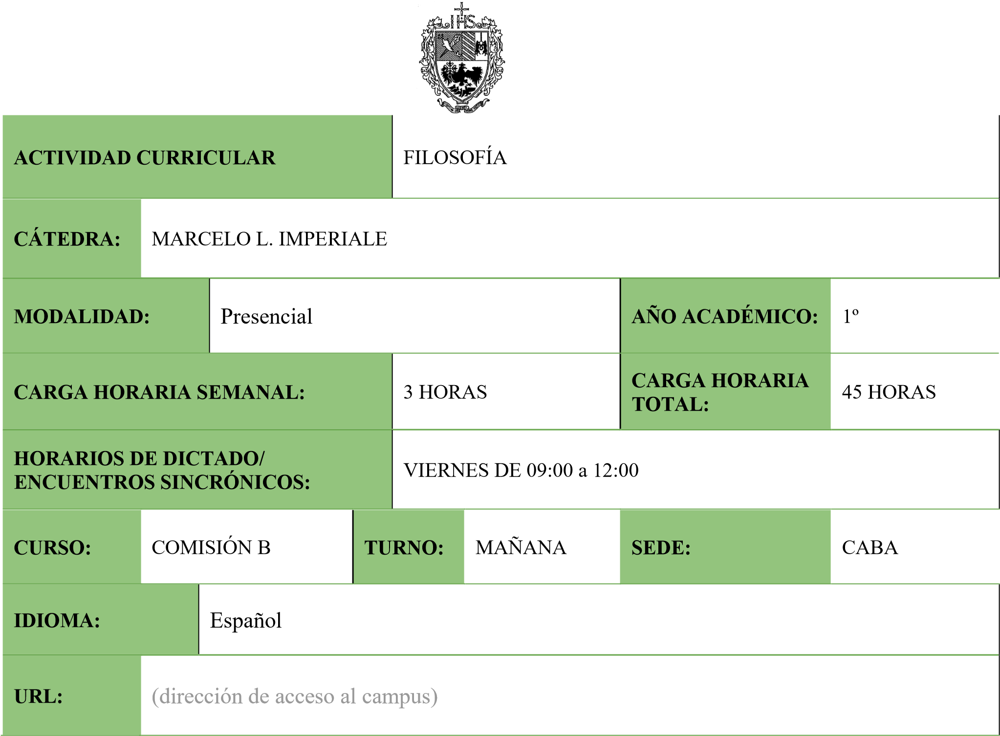 IHS
ACTIVIDAD CURRICULAR
FILOSOFÍA
CÁTEDRA:
MARCELO L. IMPERIALE
MODALIDAD:
Presencial
AÑO ACADÉMICO:
1º
CARGA HORARIA SEMANAL:
3 HORAS
CARGA HORARIA
TOTAL:
45 HORAS
HORARIOS DE DICTADO/
ENCUENTROS SINCRÓNICOS:
VIERNES DE 09:00 a 12:00
CURSO:
COMISIÓN B
TURNO:
MAÑANA
SEDE:
CABA
IDIOMA:
Español
URL:
(dirección de acceso al campus)